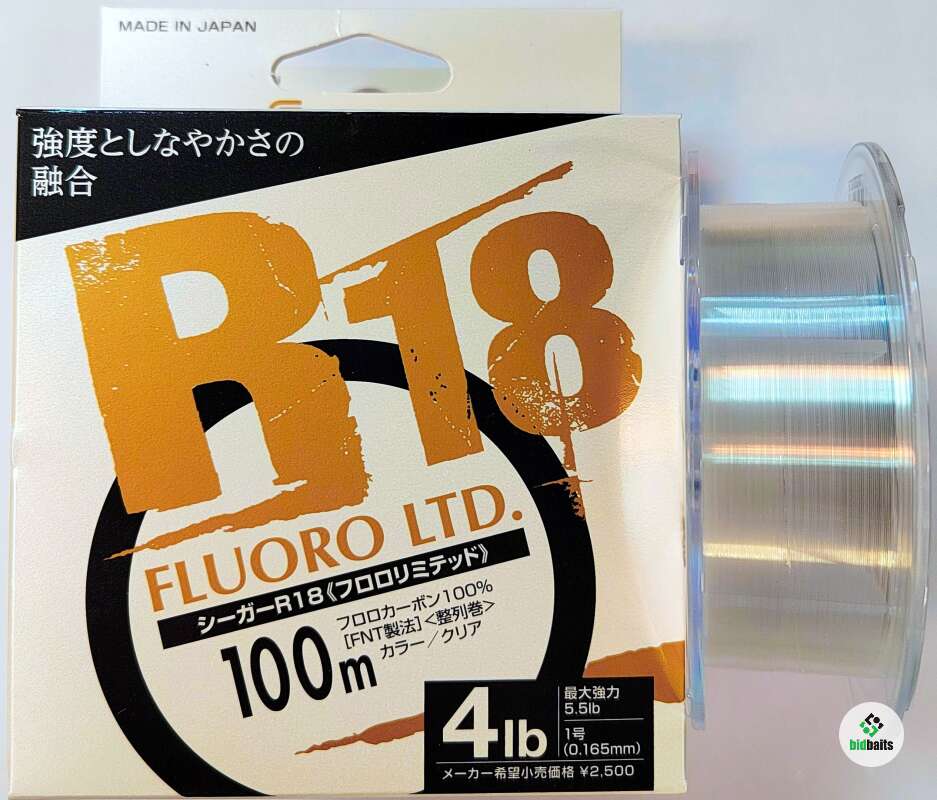 MADE IN JAPAN
強度としなやかさの
融合
R18
FLUORO LTD.
シーガーR18《フロロリミテッド》
100m
フロロカーボン100%
[FNT製法]<整列巻>
カラー/クリア
4lb
最大強力
5.5lb
1号
(0.165mm)
メーカー希望小売価格 ¥2,500
bidbaits